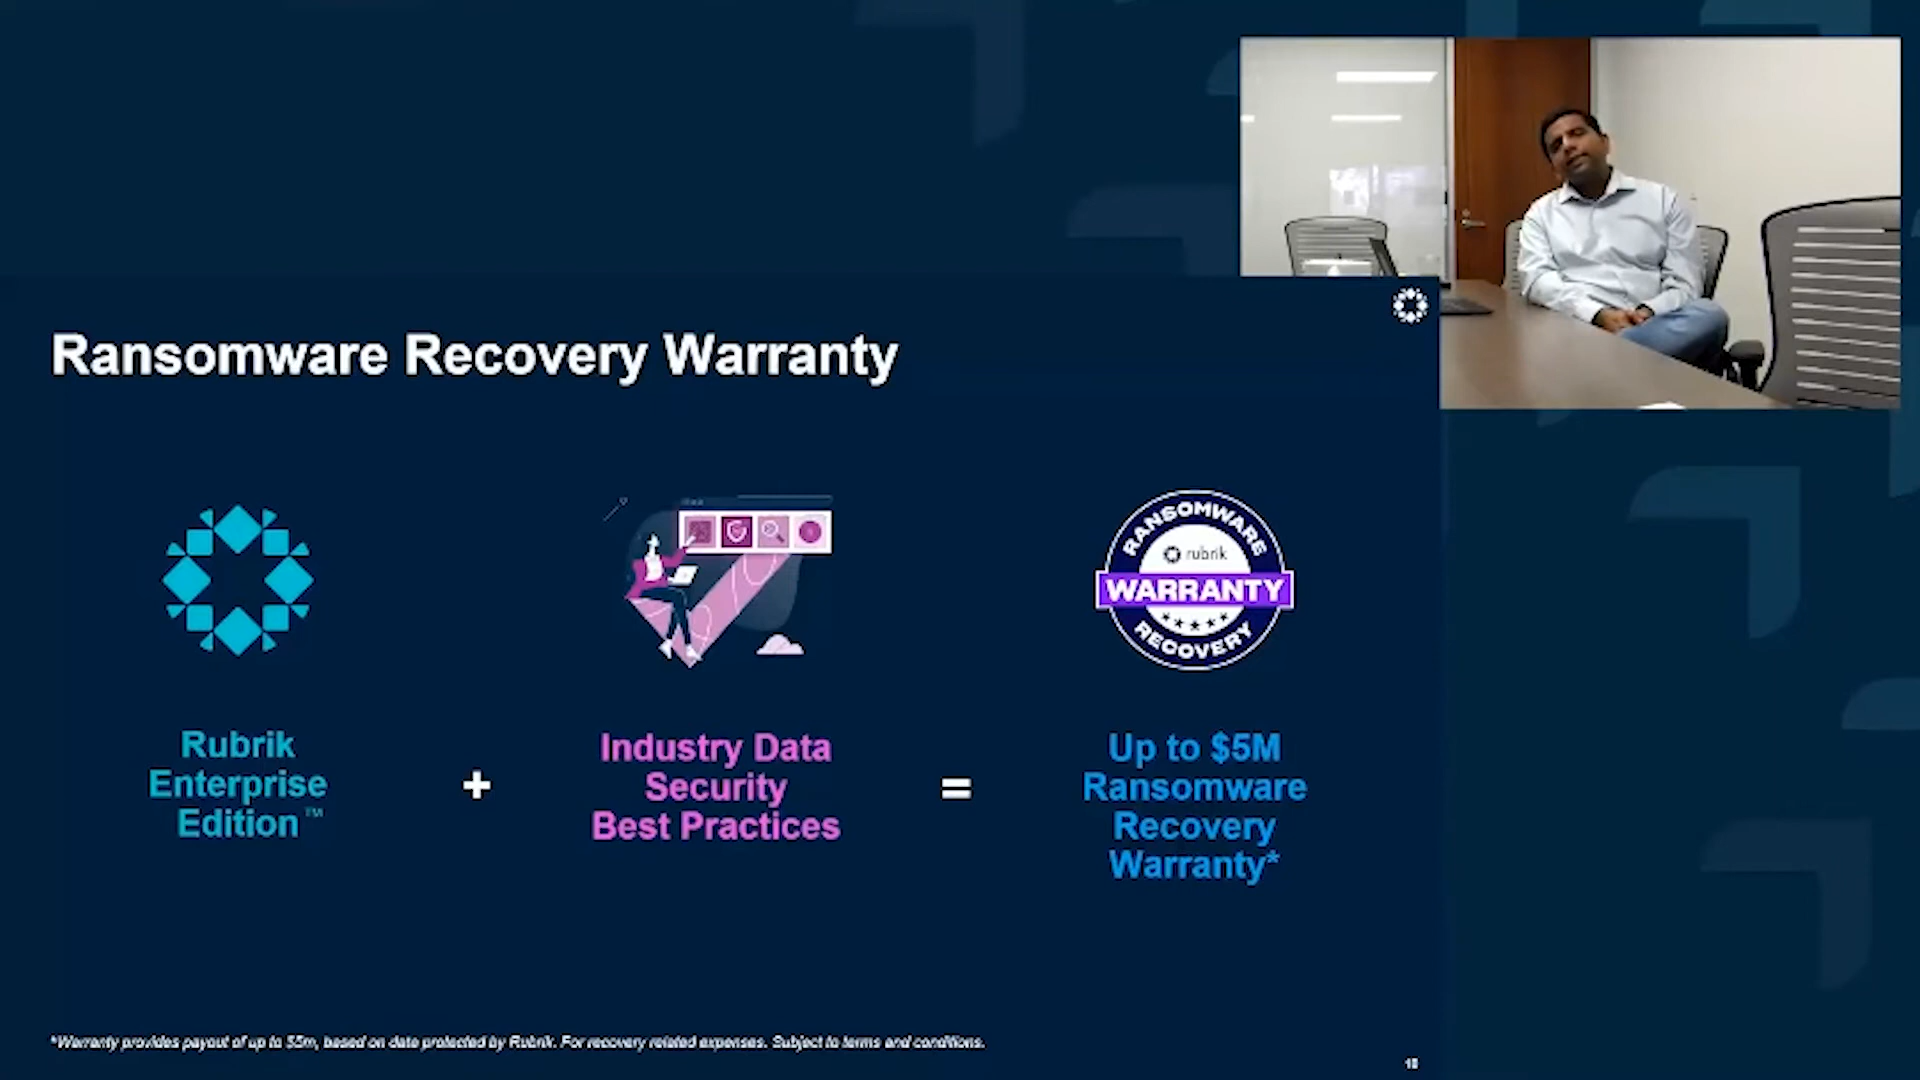 Ransomware Recovery Warranty
RANSOMWARE
rubrik
WARRANTY
RECOVERY
Rubrik
Enterprise
Edition™
+
Industry Data
Security
Best Practices
=
Up to $5M
Ransomware
Recovery
Warranty*
*Warranty provides payout of up to $5m, based on data protected by Rubrik. For recovery related expenses. Subject to terms and conditions.